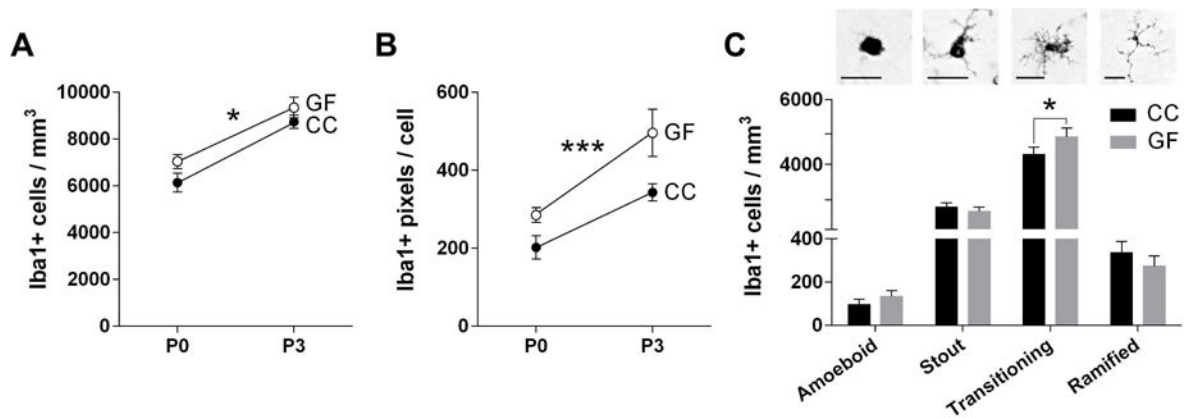 A
Iba1+ cells / mm³
10000
8000
6000
4000
2000
0
*
GF
CC
P0
P3
B
Iba1+ pixels / cell
600
400
200
0
***
GF
CC
P0
P3
C
Iba1+ cells / mm³
6000
4000
400
200
0
*
CC
GF
Amoeboid
Stout
Transitioning
Ramified